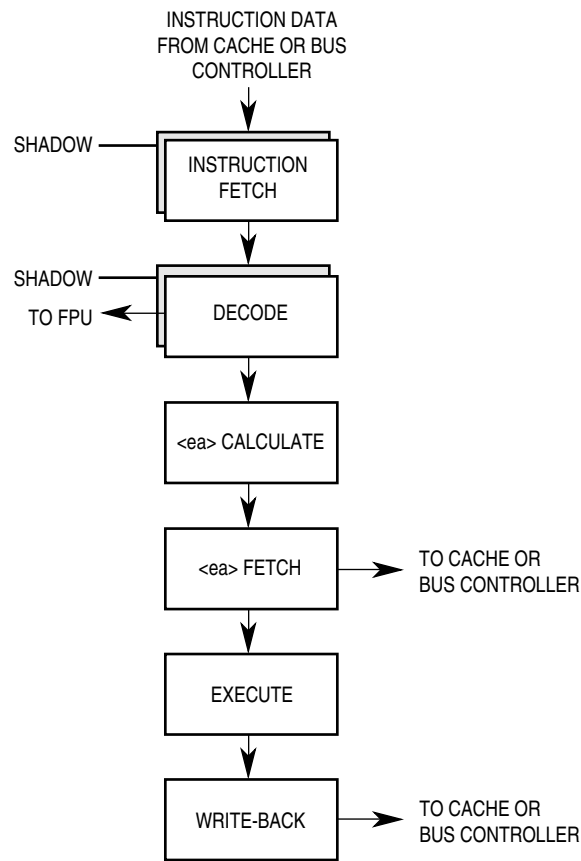 INSTRUCTION DATA
FROM CACHE OR BUS
CONTROLLER
SHADOW
INSTRUCTION
FETCH
SHADOW
TO FPU
DECODE
<ea> CALCULATE
<ea> FETCH
TO CACHE OR
BUS CONTROLLER
EXECUTE
WRITE-BACK
TO CACHE OR
BUS CONTROLLER